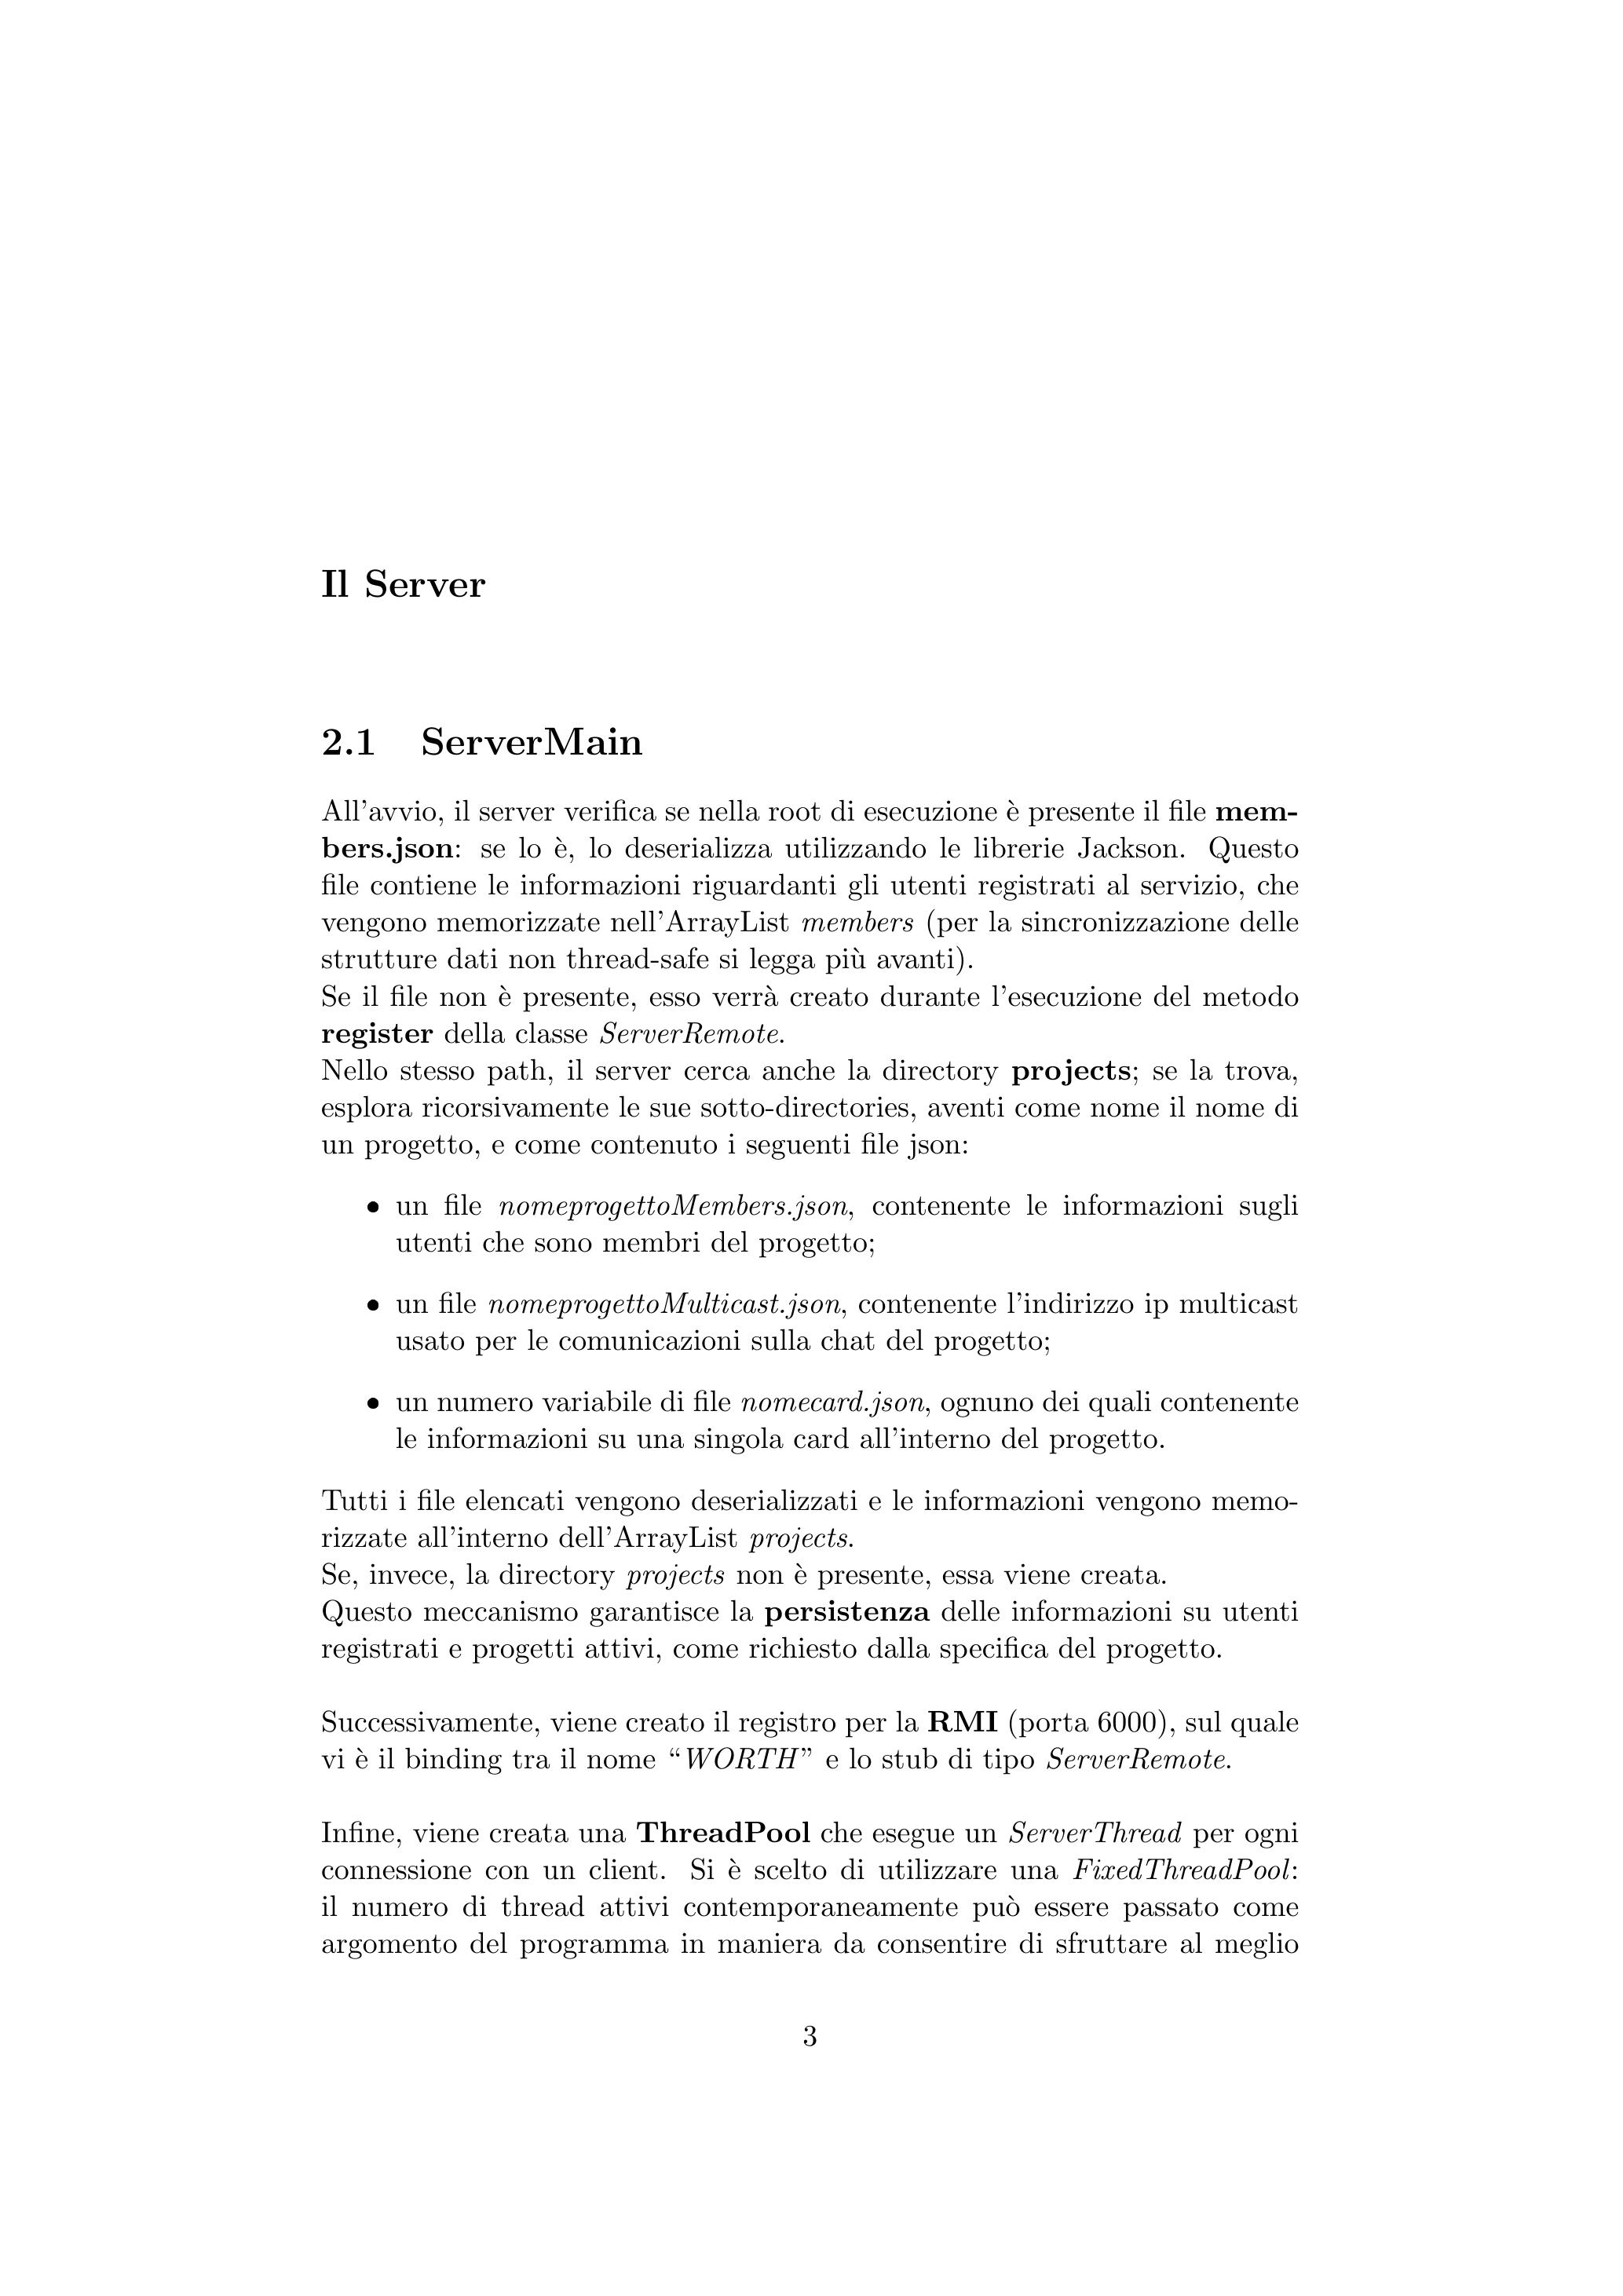 Il Server
2.1 ServerMain
All'avvio, il server verifica se nella root di esecuzione è presente il file mem-
bers.json: se lo è, lo deserializza utilizzando le librerie Jackson. Questo
file contiene le informazioni riguardanti gli utenti registrati al servizio, che
vengono memorizzate nell'ArrayList members (per la sincronizzazione delle
strutture dati non thread-safe si legga più avanti).
Se il file non è presente, esso verrà creato durante l'esecuzione del metodo
register della classe ServerRemote.
Nello stesso path, il server cerca anche la directory projects; se la trova,
esplora ricorsivamente le sue sotto-directories, aventi come nome il nome di
un progetto, e come contenuto i seguenti file json:
• un file nomeprogettoMembers.json, contenente le informazioni sugli
utenti che sono membri del progetto;
• un file nomeprogettoMulticast.json, contenente l'indirizzo ip multicast
usato per le comunicazioni sulla chat del progetto;
• un numero variabile di file nomecard.json, ognuno dei quali contenente
le informazioni su una singola card all'interno del progetto.
Tutti i file elencati vengono deserializzati e le informazioni vengono memo-
rizzate all'interno dell'ArrayList projects.
Se, invece, la directory projects non è presente, essa viene creata.
Questo meccanismo garantisce la persistenza delle informazioni su utenti
registrati e progetti attivi, come richiesto dalla specifica del progetto.
Successivamente, viene creato il registro per la RMI (porta 6000), sul quale
vi è il binding tra il nome “WORTH” e lo stub di tipo ServerRemote.
Infine, viene creata una ThreadPool che esegue un ServerThread per ogni
connessione con un client. Si è scelto di utilizzare una FixedThreadPool:
il numero di thread attivi contemporaneamente può essere passato come
argomento del programma in maniera da consentire di sfruttare al meglio
3